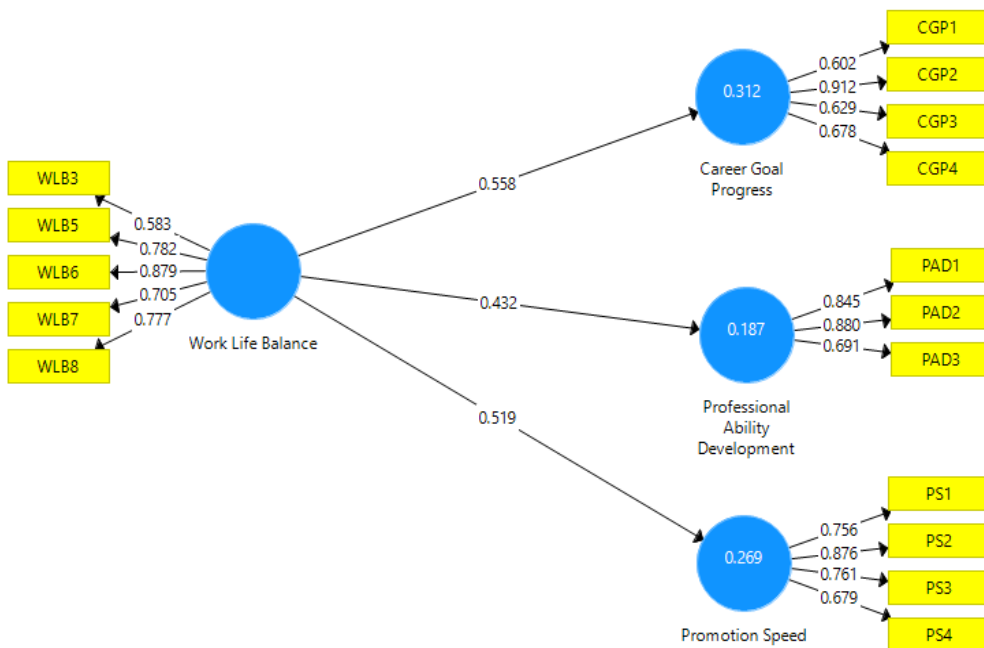 CGP1
0.602
CGP2
0.912
0.312
0.629
CGP3
0.678
CGP4
Career Goal
Progress
0.558
WLB3
0.583
WLB5
0.782
WLB6
0.879
0.705
WLB7
0.777
WLB8
Work Life Balance
0.432
PAD1
0.845
PAD2
0.187
0.880
0.691
PAD3
Professional
Ability
Development
0.519
PS1
0.756
PS2
0.876
0.269
0.761
PS3
0.679
PS4
Promotion Speed